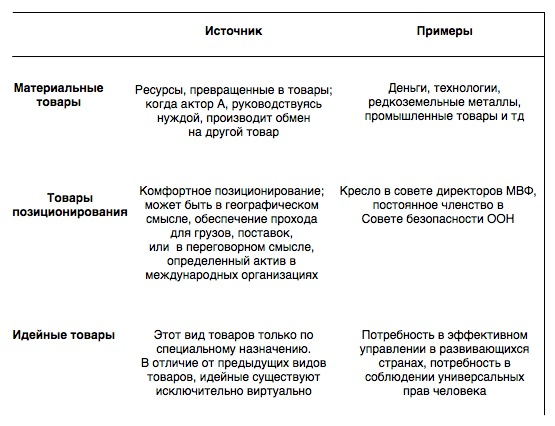 Источник
Примеры
Материальные
товары
Ресурсы, превращенные в товары;
когда актор А, руководствуясь
нуждой, производит обмен
на другой товар
Деньги, технологии,
редкоземельные металлы,
промышленные товары и тд
Товары
позиционирования
Комфортное позиционирование;
может быть в географическом
смысле, обеспечение прохода
для грузов, поставок,
или в переговорном смысле,
определенный актив в
международных организациях
Кресло в совете директоров МВФ,
постоянное членство в
Совете безопасности ООН
Идейные товары
Этот вид товаров только по
специальному назначению.
В отличие от предыдущих видов
товаров, идейные существуют
исключительно виртуально
Потребность в эффективном
управлении в развивающихся
странах, потребность в
соблюдении универсальных
прав человека